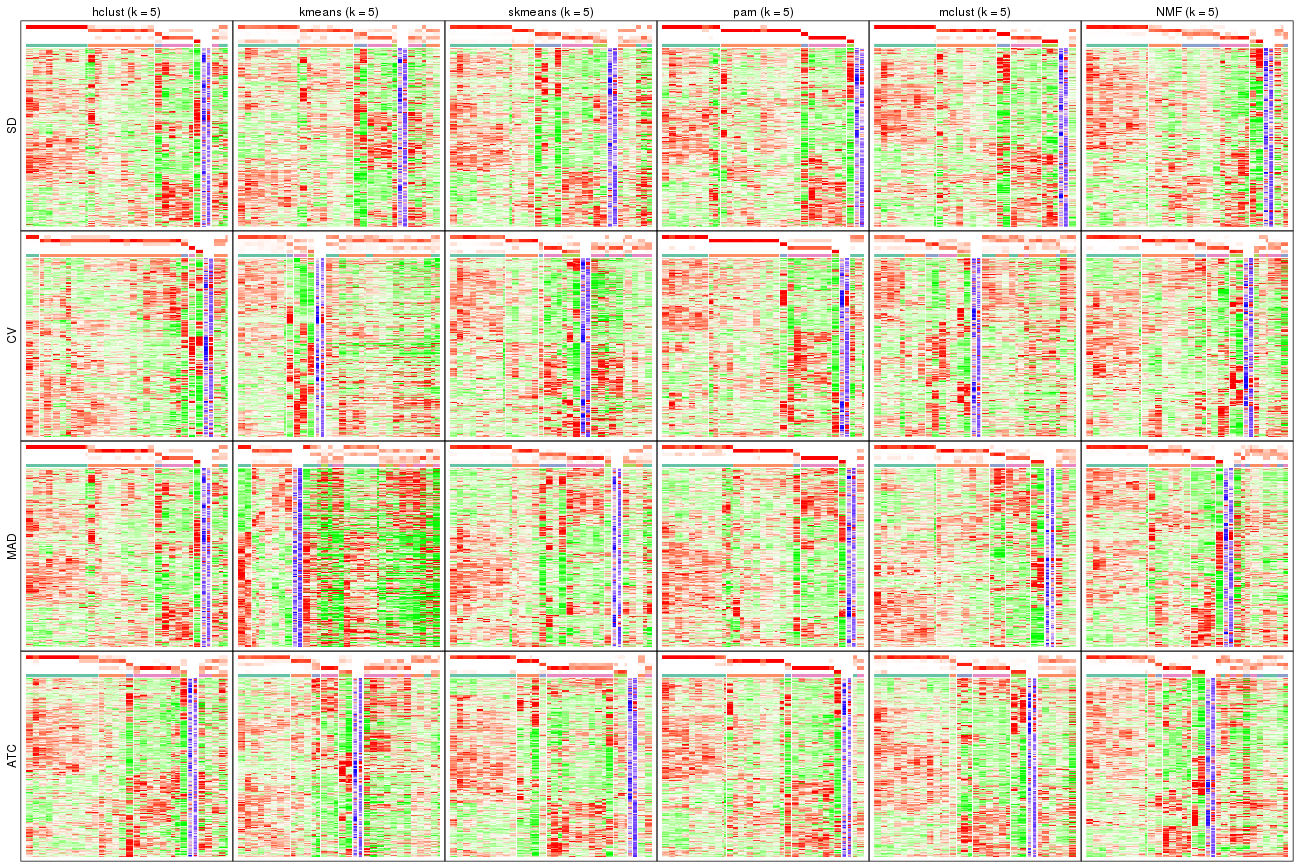 hclust (k = 5) kmeans (k = 5) skmeans (k = 5) pam (k = 5) mclust (k = 5) NMF (k = 5)
SD
CV
MAD
ATC